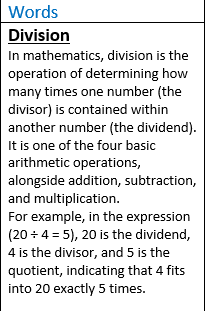 Words
Division
In mathematics, division is the
operation of determining how
many times one number (the
divisor) is contained within
another number (the dividend).
It is one of the four basic
arithmetic operations,
alongside addition, subtraction,
and multiplication.
For example, in the expression
(20 ÷ 4 = 5), 20 is the dividend,
4 is the divisor, and 5 is the
quotient, indicating that 4 fits
into 20 exactly 5 times.